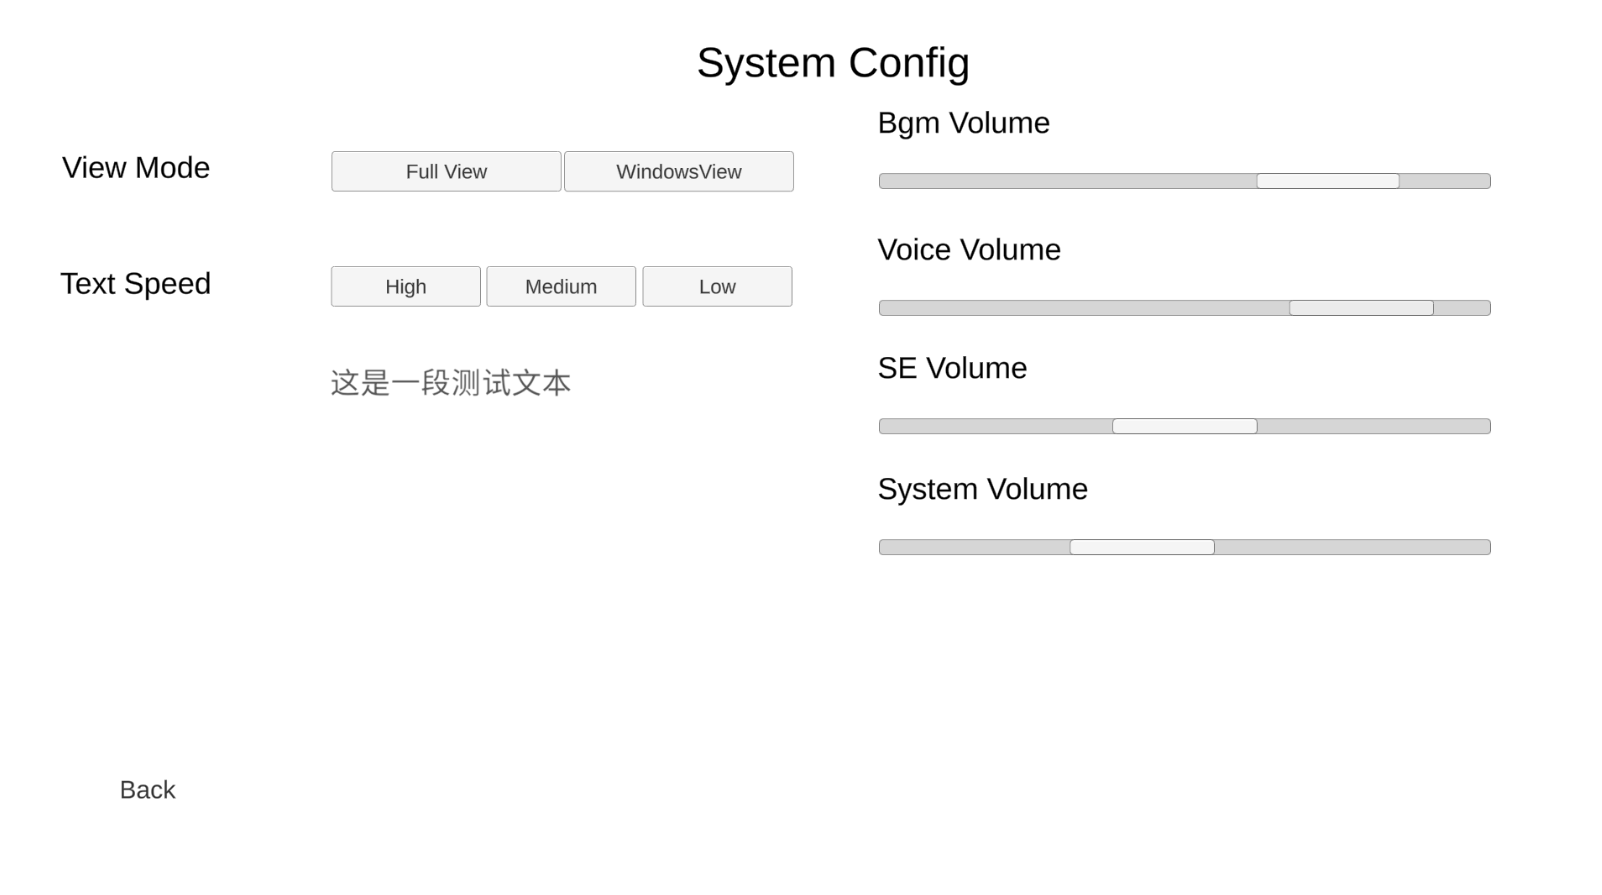 System Config
View Mode
Full View
WindowsView
Text Speed
High
Medium
Low
这是一段测试文本
Bgm Volume
Voice Volume
SE Volume
System Volume
Back